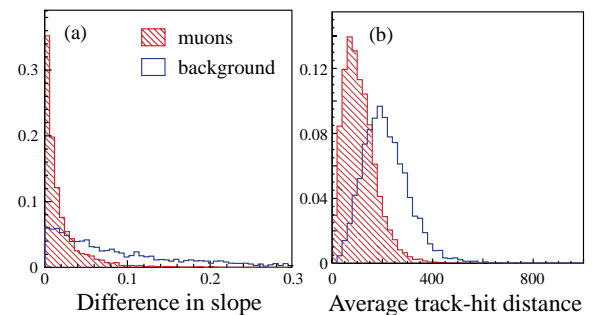 (a)
muons
background
0.3
0.2
0.1
0
0
0.1
0.2
0.3
Difference in slope
(b)
0.12
0.08
0.04
0
0
400
800
Average track-hit distance